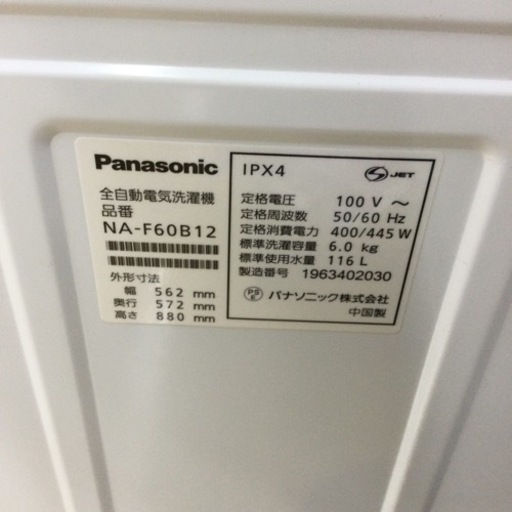 Panasonic
全自動電気洗濯機
品番
NA-F60B12
外形寸法
幅 562 mm
奥行 572 mm
高さ 880 mm
IPX4
S JET
定格電圧 100 V ～
定格周波数 50/60 Hz
定格消費電力 400/445 W
標準洗濯容量 6.0 kg
標準使用水量 116 L
製造番号 1963402030
PS E パナソニック株式会社
中国製